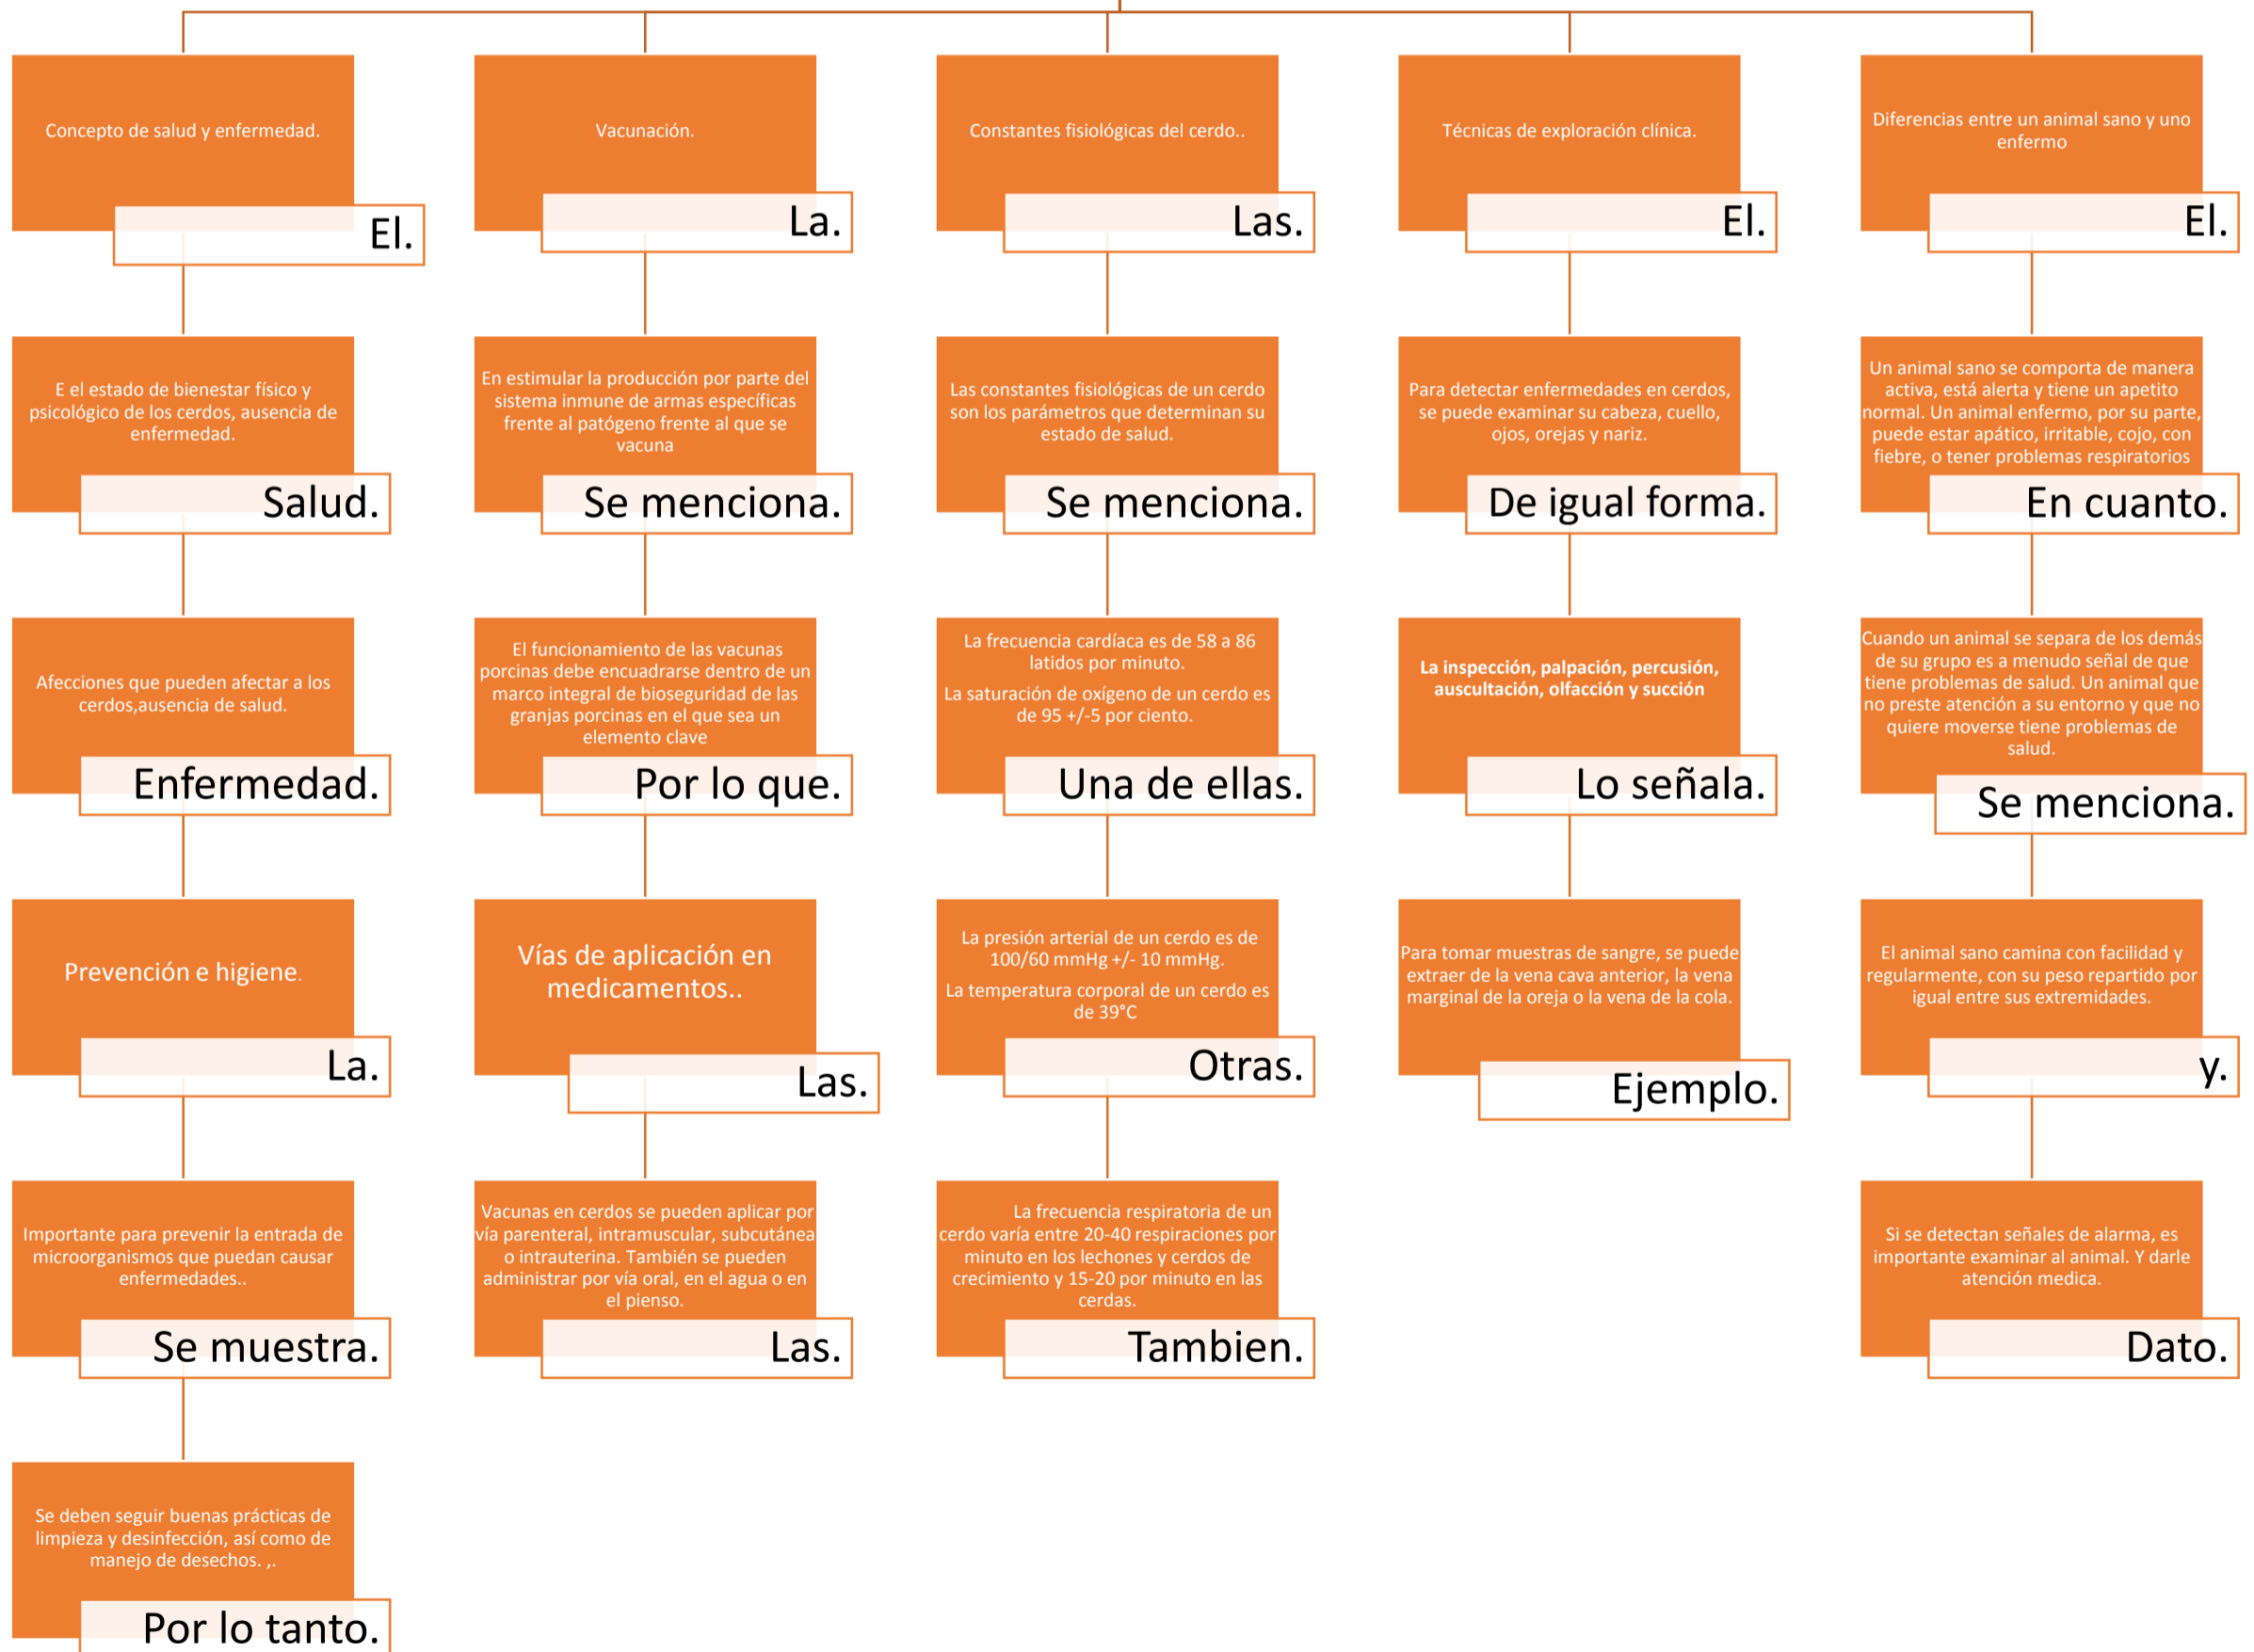 Concepto de salud y enfermedad.
El.
E el estado de bienestar físico y
psicológico de los cerdos, ausencia de
enfermedad.
Salud.
Afecciones que pueden afectar a los
cerdos,ausencia de salud.
Enfermedad.
Prevención e higiene.
La.
Importante para prevenir la entrada de
microorganismos que puedan causar
enfermedades..
Se muestra.
Se deben seguir buenas prácticas de
limpieza y desinfección, así como de
manejo de desechos. ,.
Por lo tanto.
Vacunación.
La.
En estimular la producción por parte del
sistema inmune de armas específicas
frente al patógeno frente al que se
vacuna
Se menciona.
El funcionamiento de las vacunas
porcinas debe encuadrarse dentro de un
marco integral de bioseguridad de las
granjas porcinas en el que sea un
elemento clave
Por lo que.
Vías de aplicación en
medicamentos..
Las.
Vacunas en cerdos se pueden aplicar por
vía parenteral, intramuscular, subcutánea
o intrauterina. También se pueden
administrar por vía oral, en el agua o en
el pienso.
Las.
Constantes fisiológicas del cerdo..
Las.
Las constantes fisiológicas de un cerdo
son los parámetros que determinan su
estado de salud.
Se menciona.
La frecuencia cardíaca es de 58 a 86
latidos por minuto.
La saturación de oxígeno de un cerdo es
de 95 +/-5 por ciento.
Una de ellas.
La presión arterial de un cerdo es de
100/60 mmHg +/- 10 mmHg.
La temperatura corporal de un cerdo es
de 39°C
Otras.
La frecuencia respiratoria de un
cerdo varía entre 20-40 respiraciones por
minuto en los lechones y cerdos de
crecimiento y 15-20 por minuto en las
cerdas.
Tambien.
Técnicas de exploración clínica.
El.
Para detectar enfermedades en cerdos,
se puede examinar su cabeza, cuello,
ojos, orejas y nariz.
De igual forma.
La inspección, palpación, percusión,
auscultación, olfacción y succión
Lo señala.
Para tomar muestras de sangre, se puede
extraer de la vena cava anterior, la vena
marginal de la oreja o la vena de la cola.
Ejemplo.
Diferencias entre un animal sano y uno
enfermo
El.
Un animal sano se comporta de manera
activa, está alerta y tiene un apetito
normal. Un animal enfermo, por su parte,
puede estar apático, irritable, cojo, con
fiebre, o tener problemas respiratorios
En cuanto.
Cuando un animal se separa de los demás
de su grupo es a menudo señal de que
tiene problemas de salud. Un animal que
no preste atención a su entorno y que no
quiere moverse tiene problemas de
salud.
Se menciona.
El animal sano camina con facilidad y
regularmente, con su peso repartido por
igual entre sus extremidades.
y.
Si se detectan señales de alarma, es
importante examinar al animal. Y darle
atención medica.
Dato.